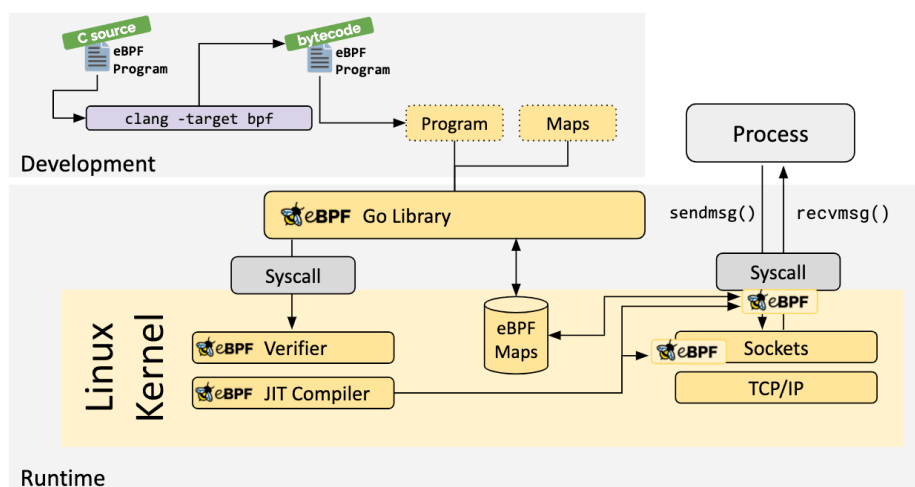 C source
eBPF
Program
bytecode
eBPF
Program
clang -target bpf
Program
Maps
Development
Process
eBPF Go Library
sendmsg()
recvmsg()
Syscall
Syscall
eBPF
Linux
Kernel
eBPF
Maps
eBPF Verifier
eBPF
Sockets
eBPF JIT Compiler
TCP/IP
Runtime